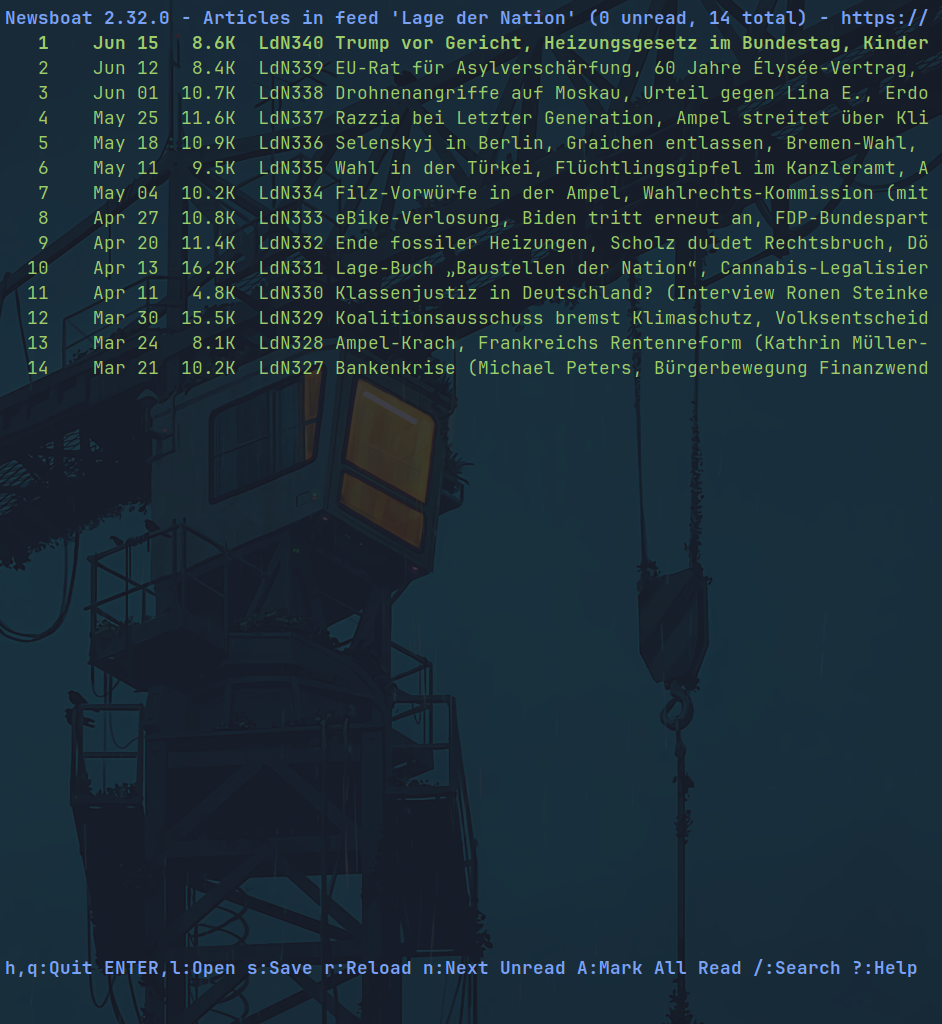 Newsboat 2.32.0 - Articles in feed 'Lage der Nation' (0 unread, 14 total) - https://
1 Jun 15 8.6K LdN340 Trump vor Gericht, Heizungsgesetz im Bundestag, Kinder
2 Jun 12 8.4K LdN339 EU-Rat für Asylverschärfung, 60 Jahre Élysée-Vertrag,
3 Jun 01 10.7K LdN338 Drohnenangriffe auf Moskau, Urteil gegen Lina E., Erdo
4 May 25 11.6K LdN337 Razzia bei Letzter Generation, Ampel streitet über Kli
5 May 18 10.9K LdN336 Selenskyj in Berlin, Graichen entlassen, Bremen-Wahl,
6 May 11 9.5K LdN335 Wahl in der Türkei, Flüchtlingsgipfel im Kanzleramt, A
7 May 04 10.2K LdN334 Filz-Vorwürfe in der Ampel, Wahlrechts-Kommission (mit
8 Apr 27 10.8K LdN333 eBike-Verlosung, Biden tritt erneut an, FDP-Bundespart
9 Apr 20 11.4K LdN332 Ende fossiler Heizungen, Scholz duldet Rechtsbruch, Dö
10 Apr 13 16.2K LdN331 Lage-Buch „Baustellen der Nation“, Cannabis-Legalisier
11 Apr 11 4.8K LdN330 Klassenjustiz in Deutschland? (Interview Ronen Steinke
12 Mar 30 15.5K LdN329 Koalitionsausschuss bremst Klimaschutz, Volksentscheid
13 Mar 24 8.1K LdN328 Ampel-Krach, Frankreichs Rentenreform (Kathrin Müller-
14 Mar 21 10.2K LdN327 Bankenkrise (Michael Peters, Bürgerbewegung Finanzwend
h,q:Quit ENTER,l:Open s:Save r:Reload n:Next Unread A:Mark All Read /:Search ?:Help